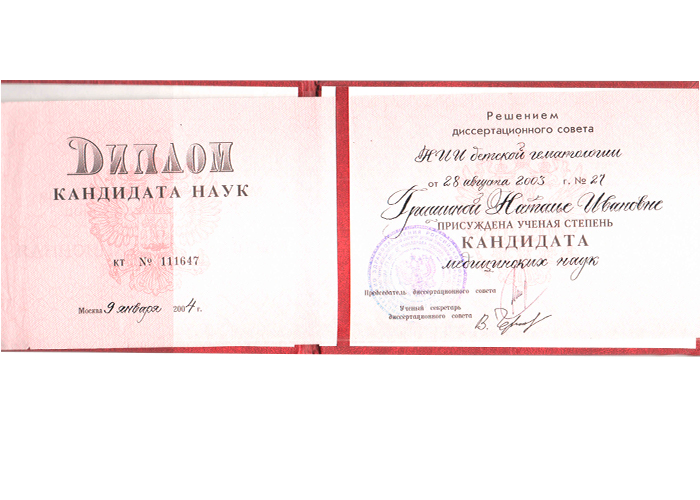 Диплом
КАНДИДАТА НАУК
КТ № 111647
Москва 9 января 2004 г.
Решением
диссертационного совета
НИИ детской гематологии
от 28 августа 2003 г. № 21
Гришиной Наталье Ивановне
ПРИСУЖДЕНА УЧЕНАЯ СТЕПЕНЬ
КАНДИДАТА
медицинских наук
Председатель диссертационного совета
Ученый секретарь
диссертационного совета